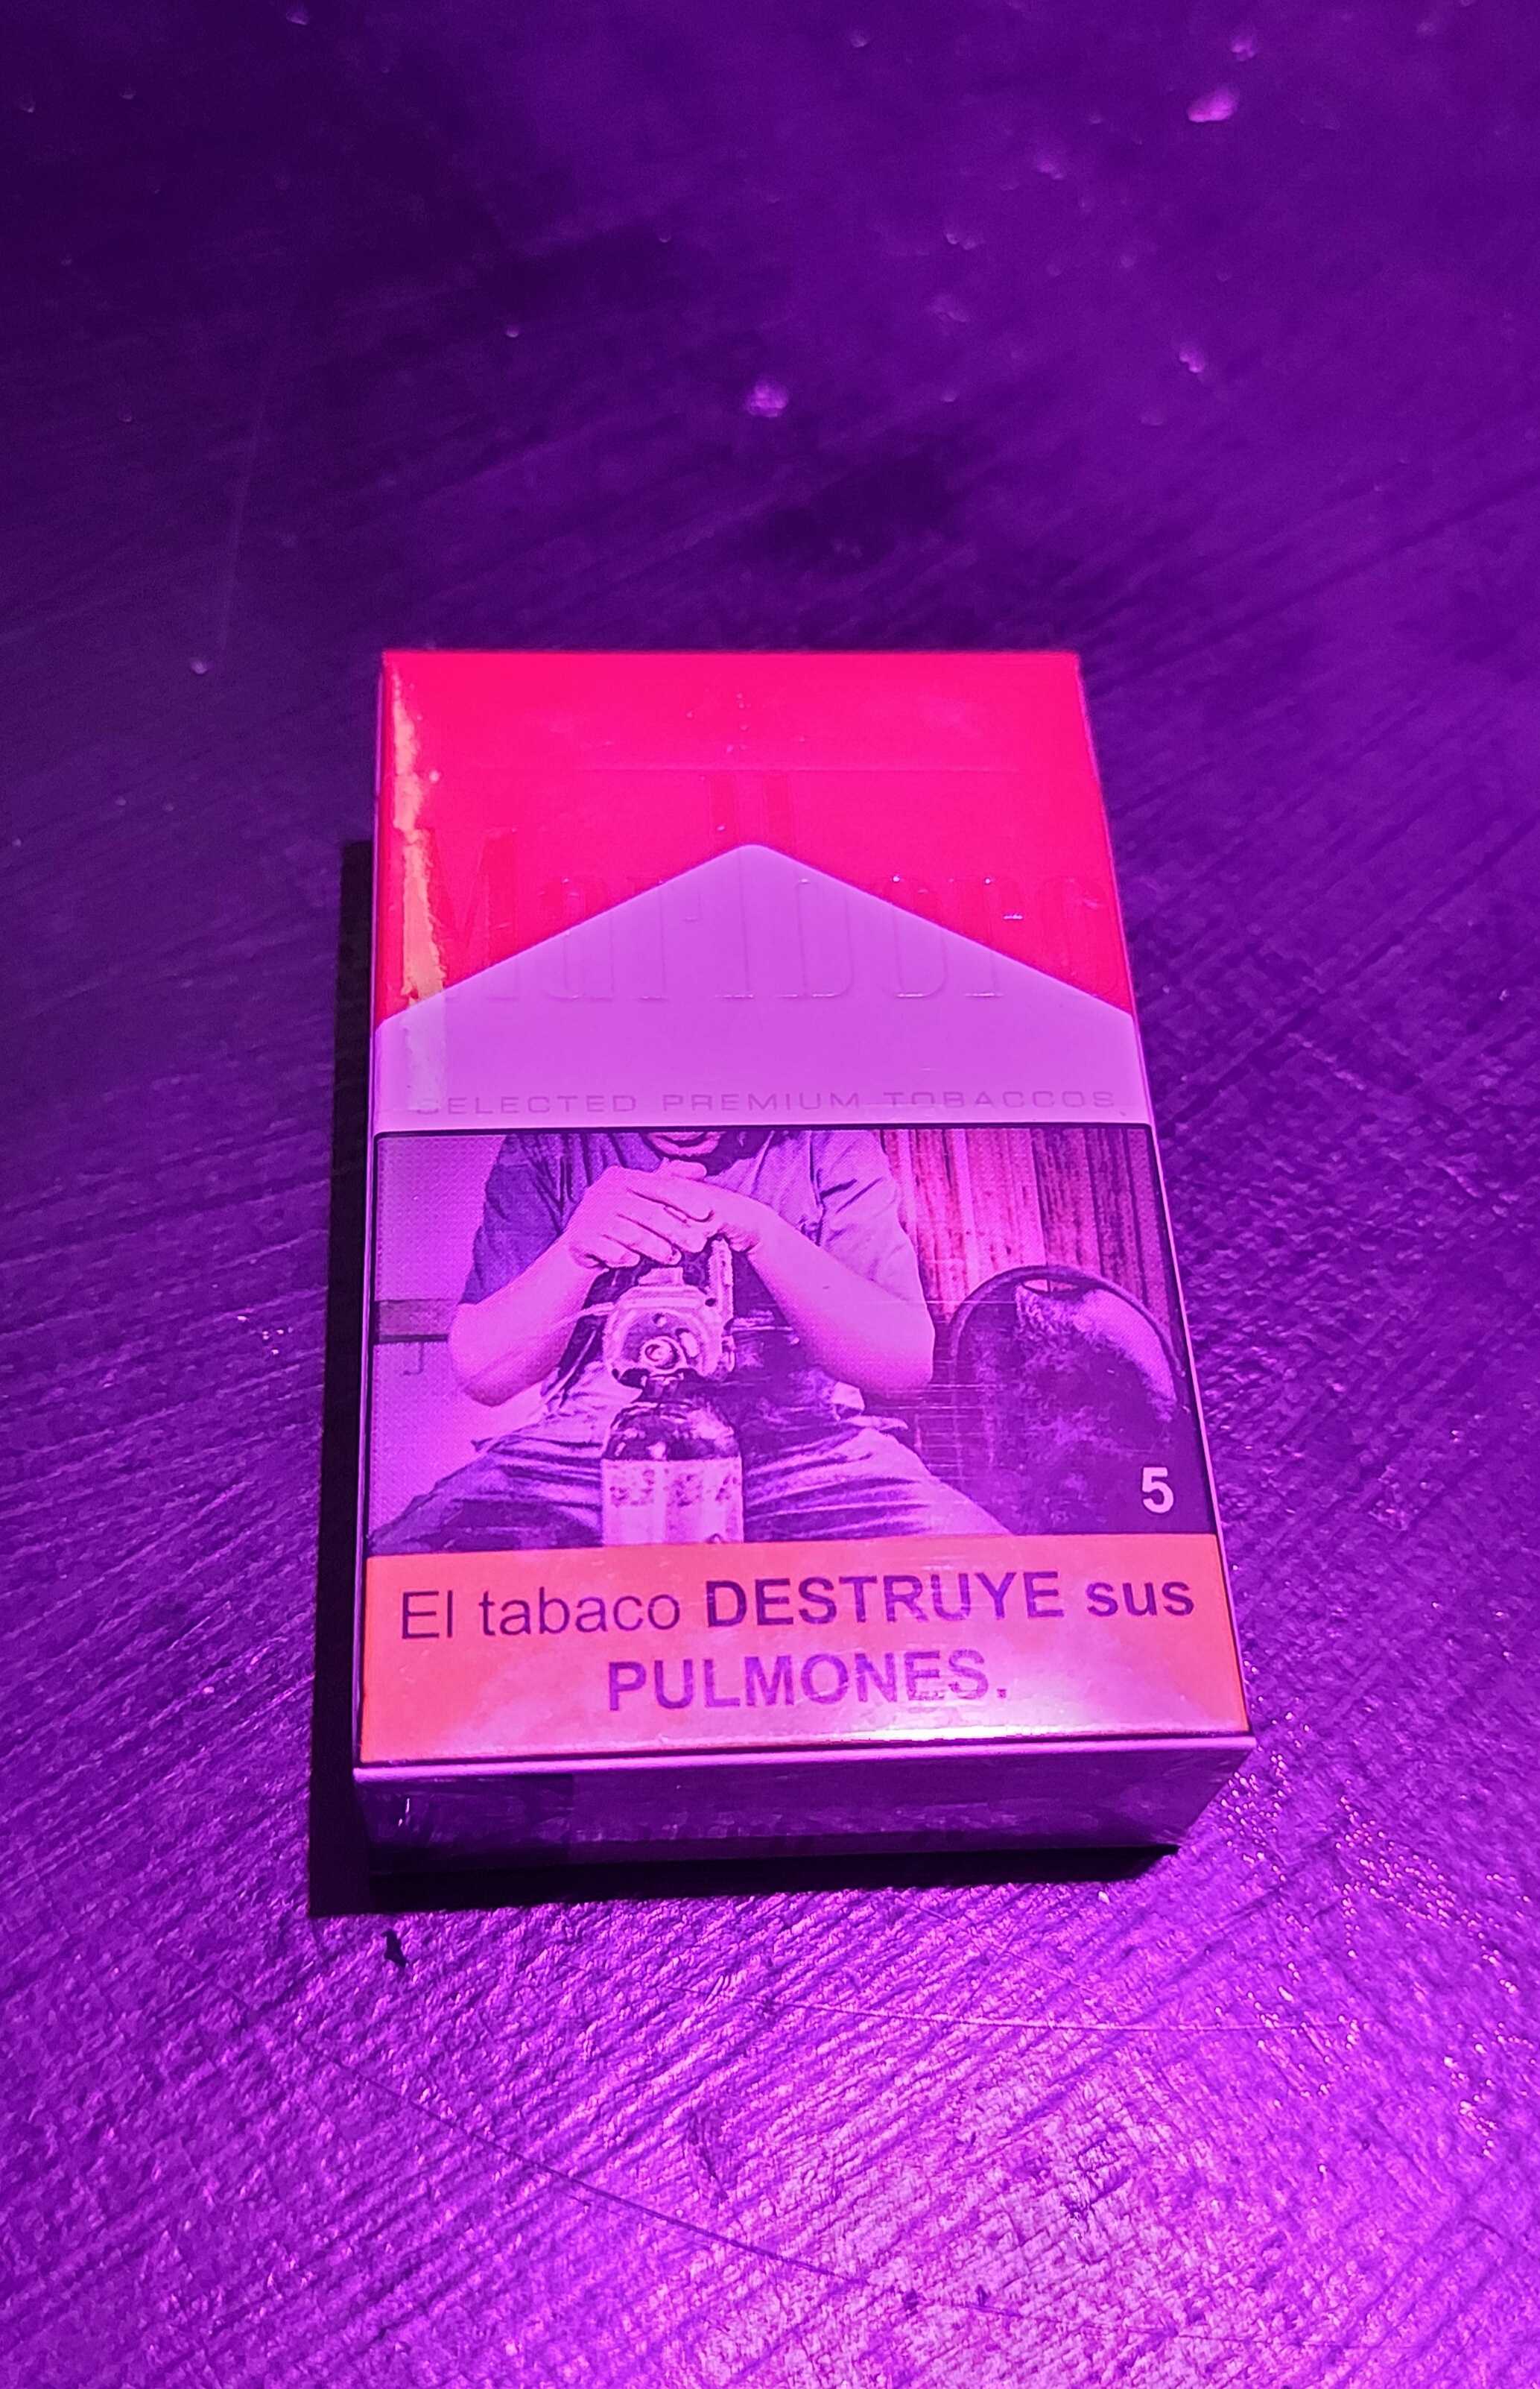 Marlboro
SELECTED PREMIUM TOBACCOS.
5
El tabaco DESTRUYE sus
PULMONES.